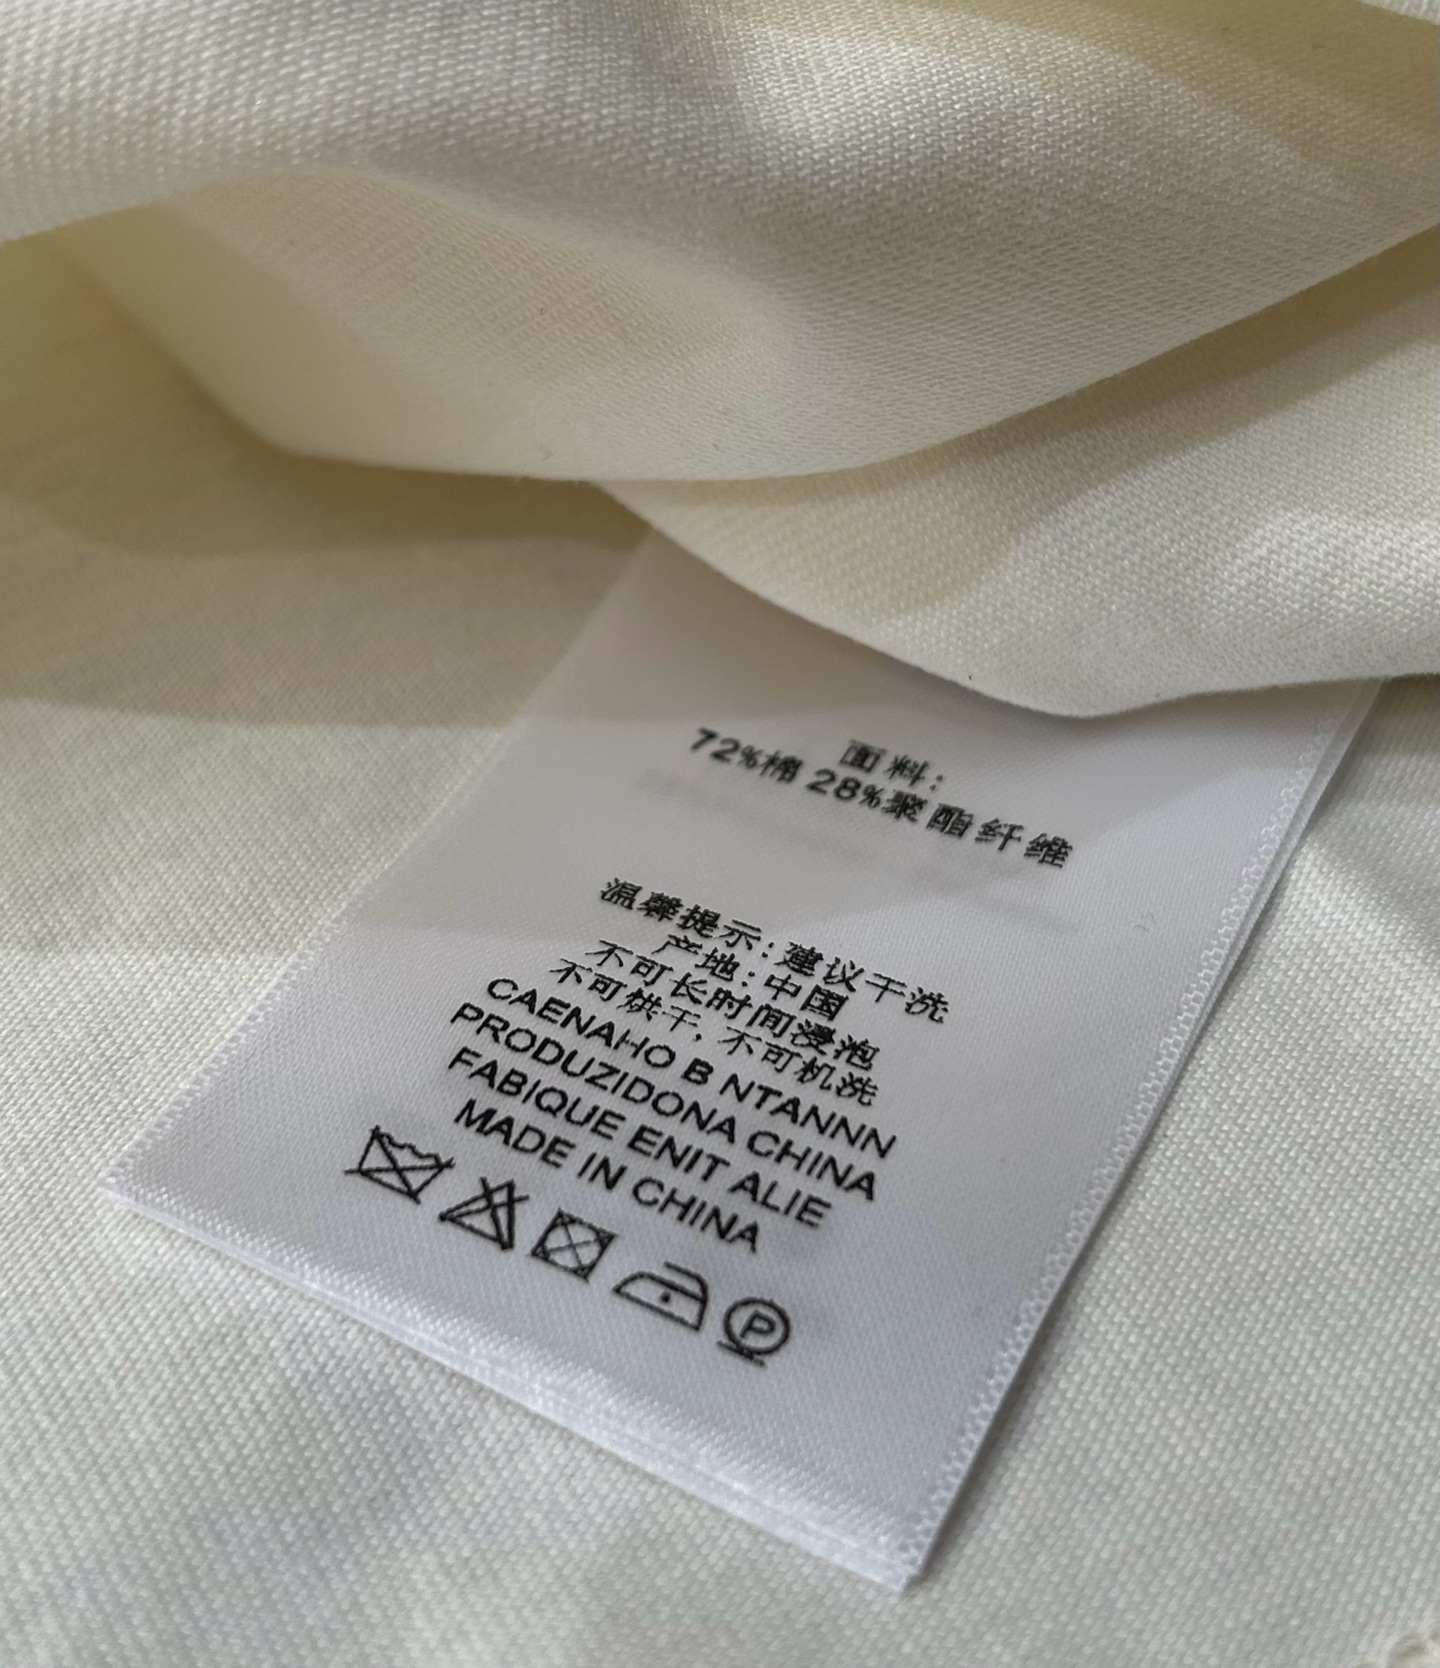 面料:
72%棉 28%聚酯纤维
温馨提示:建议干洗
产地:中国
不可长时间浸泡
不可烘干,不可机洗
CAENAHO B NTANNN
PRODUZIDONA CHINA
FABIQUE ENIT ALIE
MADE IN CHINA
P